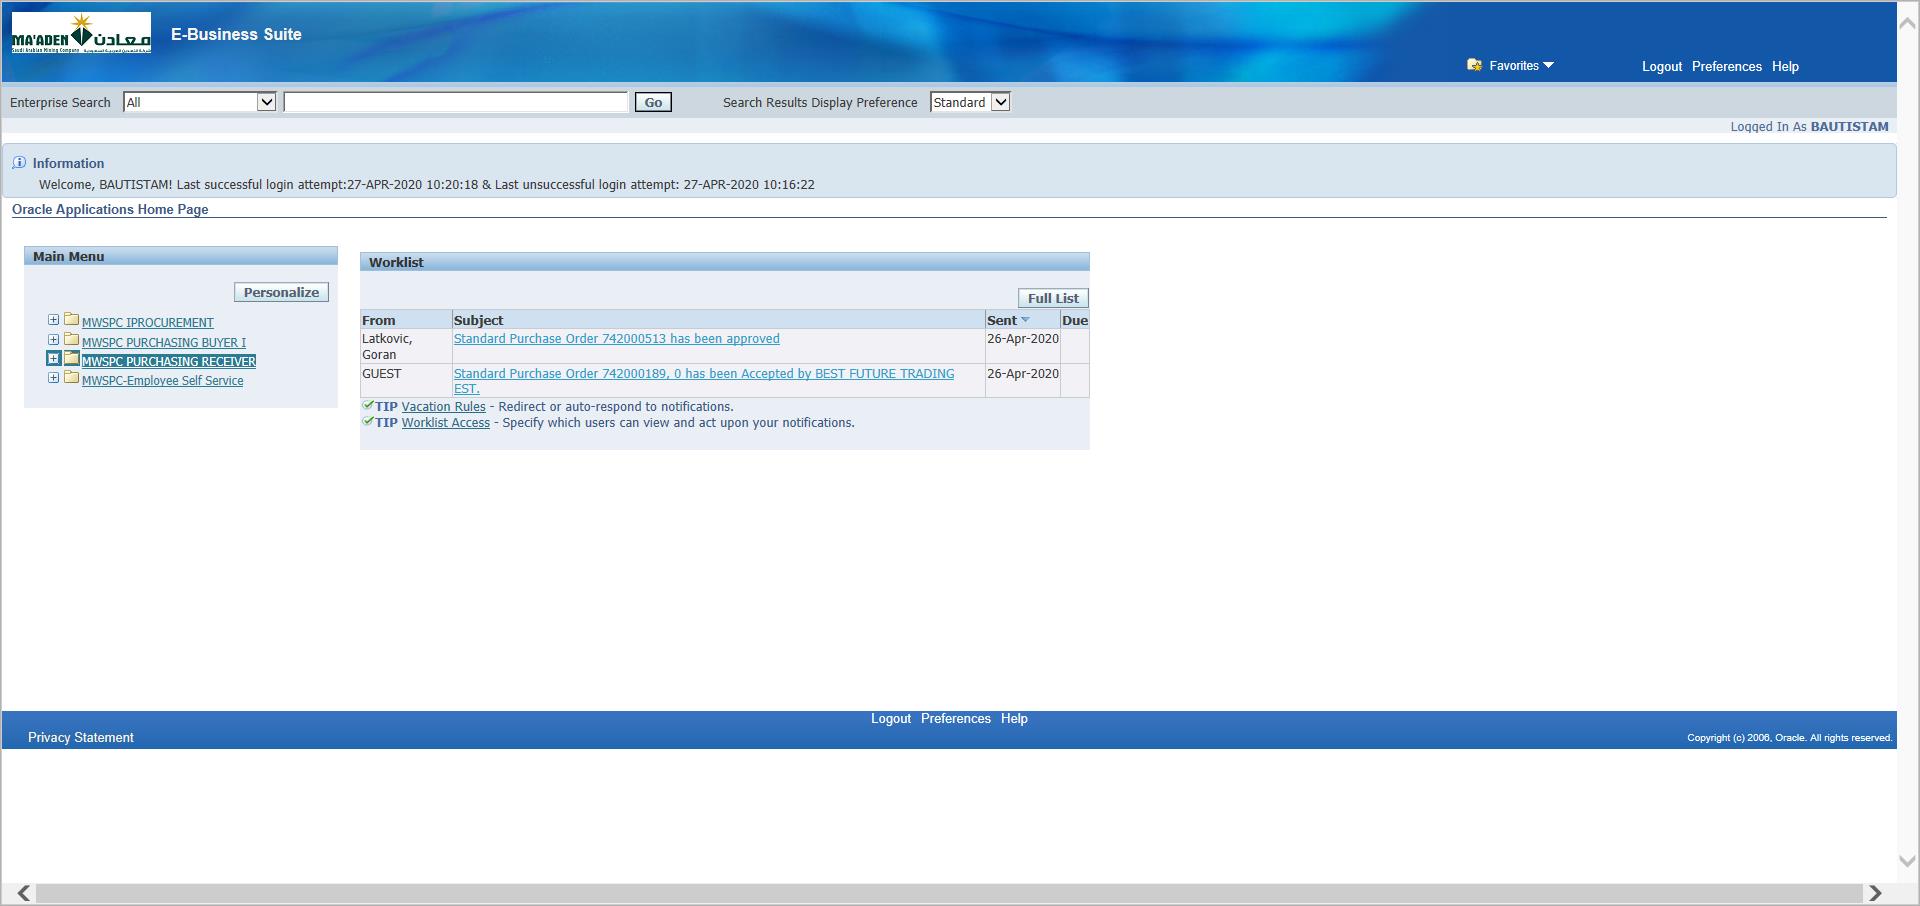 MA'ADEN معادن
Saudi Arabian Mining Company
E-Business Suite
Favorites
Logout Preferences Help
Enterprise Search All Go Search Results Display Preference Standard
Logged In As BAUTISTAM
Information
Welcome, BAUTISTAM! Last successful login attempt:27-APR-2020 10:20:18 & Last unsuccessful login attempt: 27-APR-2020 10:16:22
Oracle Applications Home Page
Main Menu
Personalize
MWSPC IPROCUREMENT
MWSPC PURCHASING BUYER I
MWSPC PURCHASING RECEIVER
MWSPC-Employee Self Service
Worklist
Full List
From Subject Sent Due
Latkovic, Goran Standard Purchase Order 742000513 has been approved 26-Apr-2020
GUEST Standard Purchase Order 742000189, 0 has been Accepted by BEST FUTURE TRADING EST. 26-Apr-2020
TIP Vacation Rules - Redirect or auto-respond to notifications.
TIP Worklist Access - Specify which users can view and act upon your notifications.
Logout Preferences Help
Privacy Statement
Copyright (c) 2006, Oracle. All rights reserved.